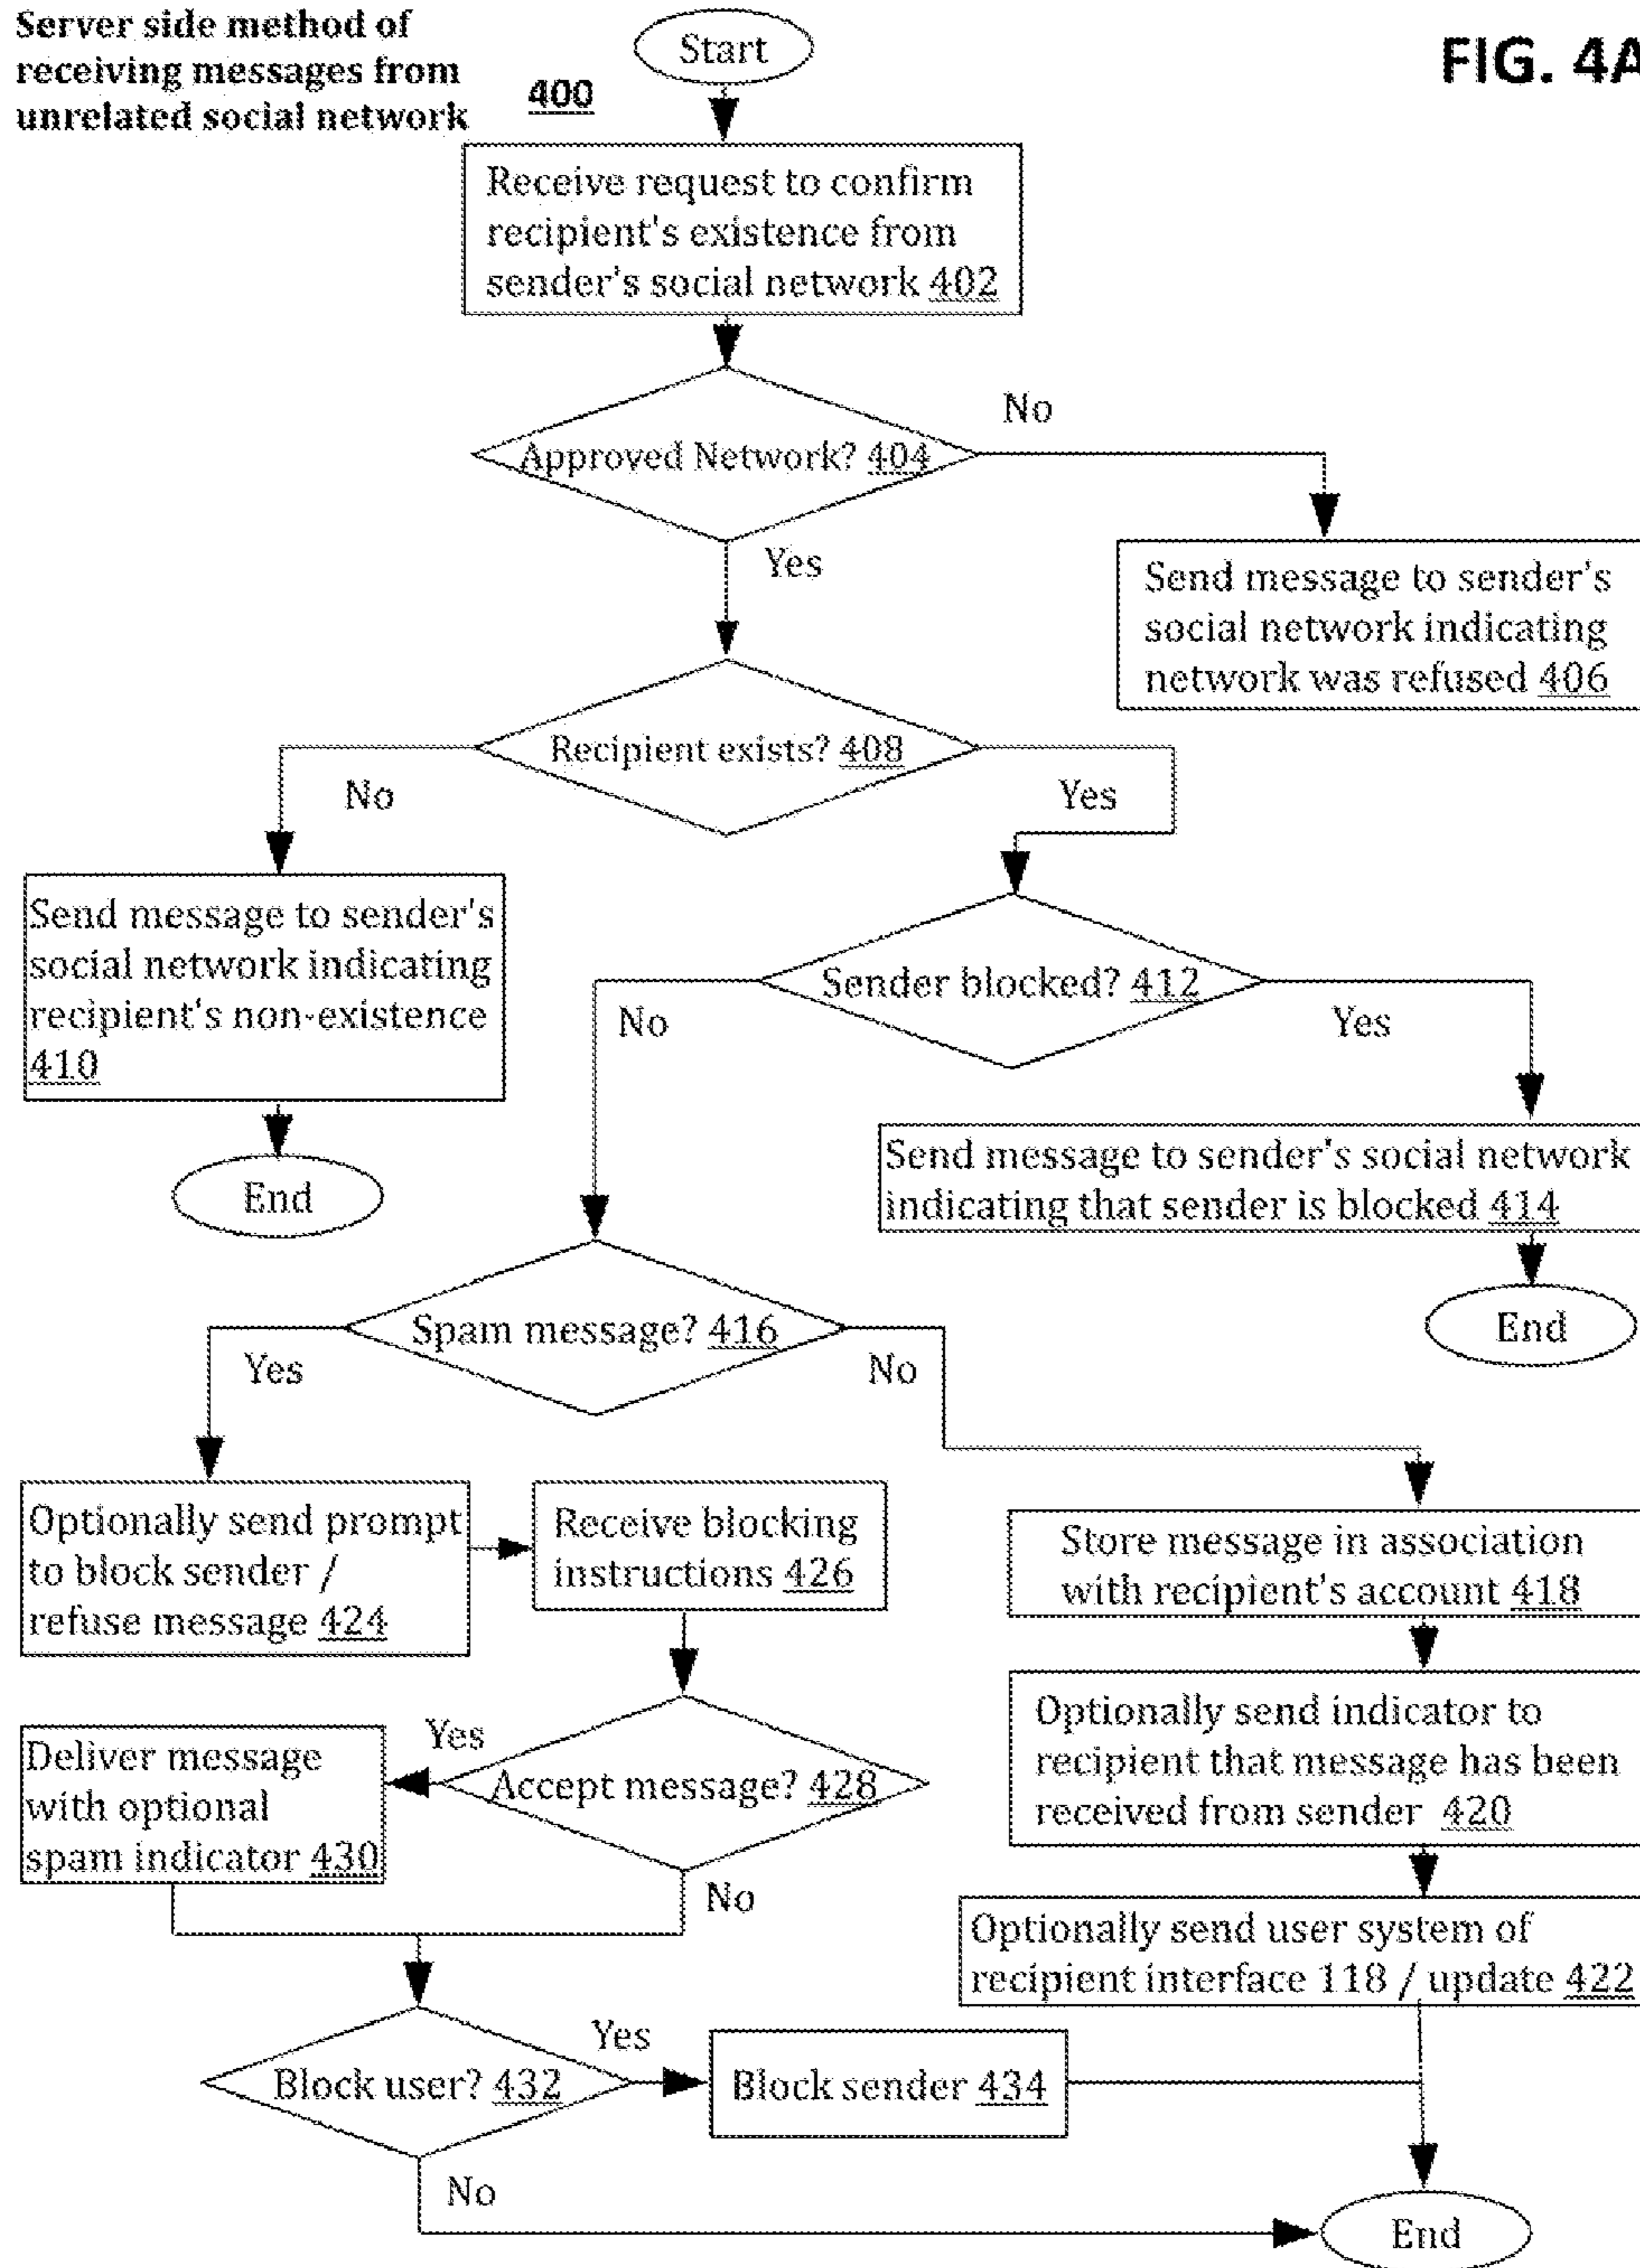 Server side method of
receiving messages from
unrelated social network
400
Start
FIG. 4A
Receive request to confirm
recipient's existence from
sender's social network 402
Approved Network? 404
No
Yes
Send message to sender's
social network indicating
network was refused 406
Recipient exists? 408
No
Yes
Send message to sender's
social network indicating
recipient's non-existence
410
End
Sender blocked? 412
No
Yes
Send message to sender's social network
indicating that sender is blocked 414
End
Spam message? 416
Yes
No
Optionally send prompt
to block sender /
refuse message 424
Receive blocking
instructions 426
Store message in association
with recipient's account 418
Optionally send indicator to
recipient that message has been
received from sender 420
Accept message? 428
Yes
No
Deliver message
with optional
spam indicator 430
Optionally send user system of
recipient interface 118 / update 422
Block user? 432
Yes
Block sender 434
No
End